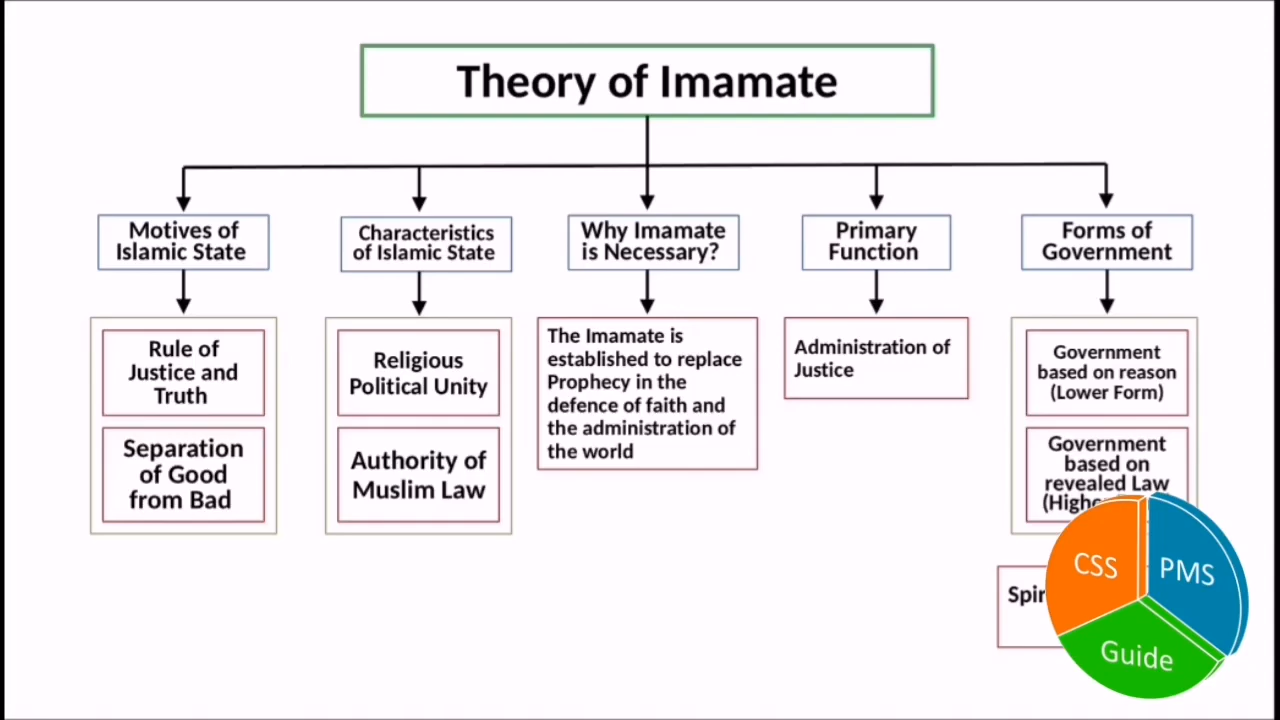 Theory of Imamate
Motives of
Islamic State
Characteristics
of Islamic State
Why Imamate
is Necessary?
Primary
Function
Forms of
Government
Rule of
Justice and
Truth
Separation
of Good
from Bad
Religious
Political Unity
Authority of
Muslim Law
The Imamate is
established to replace
Prophecy in the
defence of faith and
the administration of
the world
Administration of
Justice
Government
based on reason
(Lower Form)
Government
based on
revealed Law
CSS
PMS
Guide